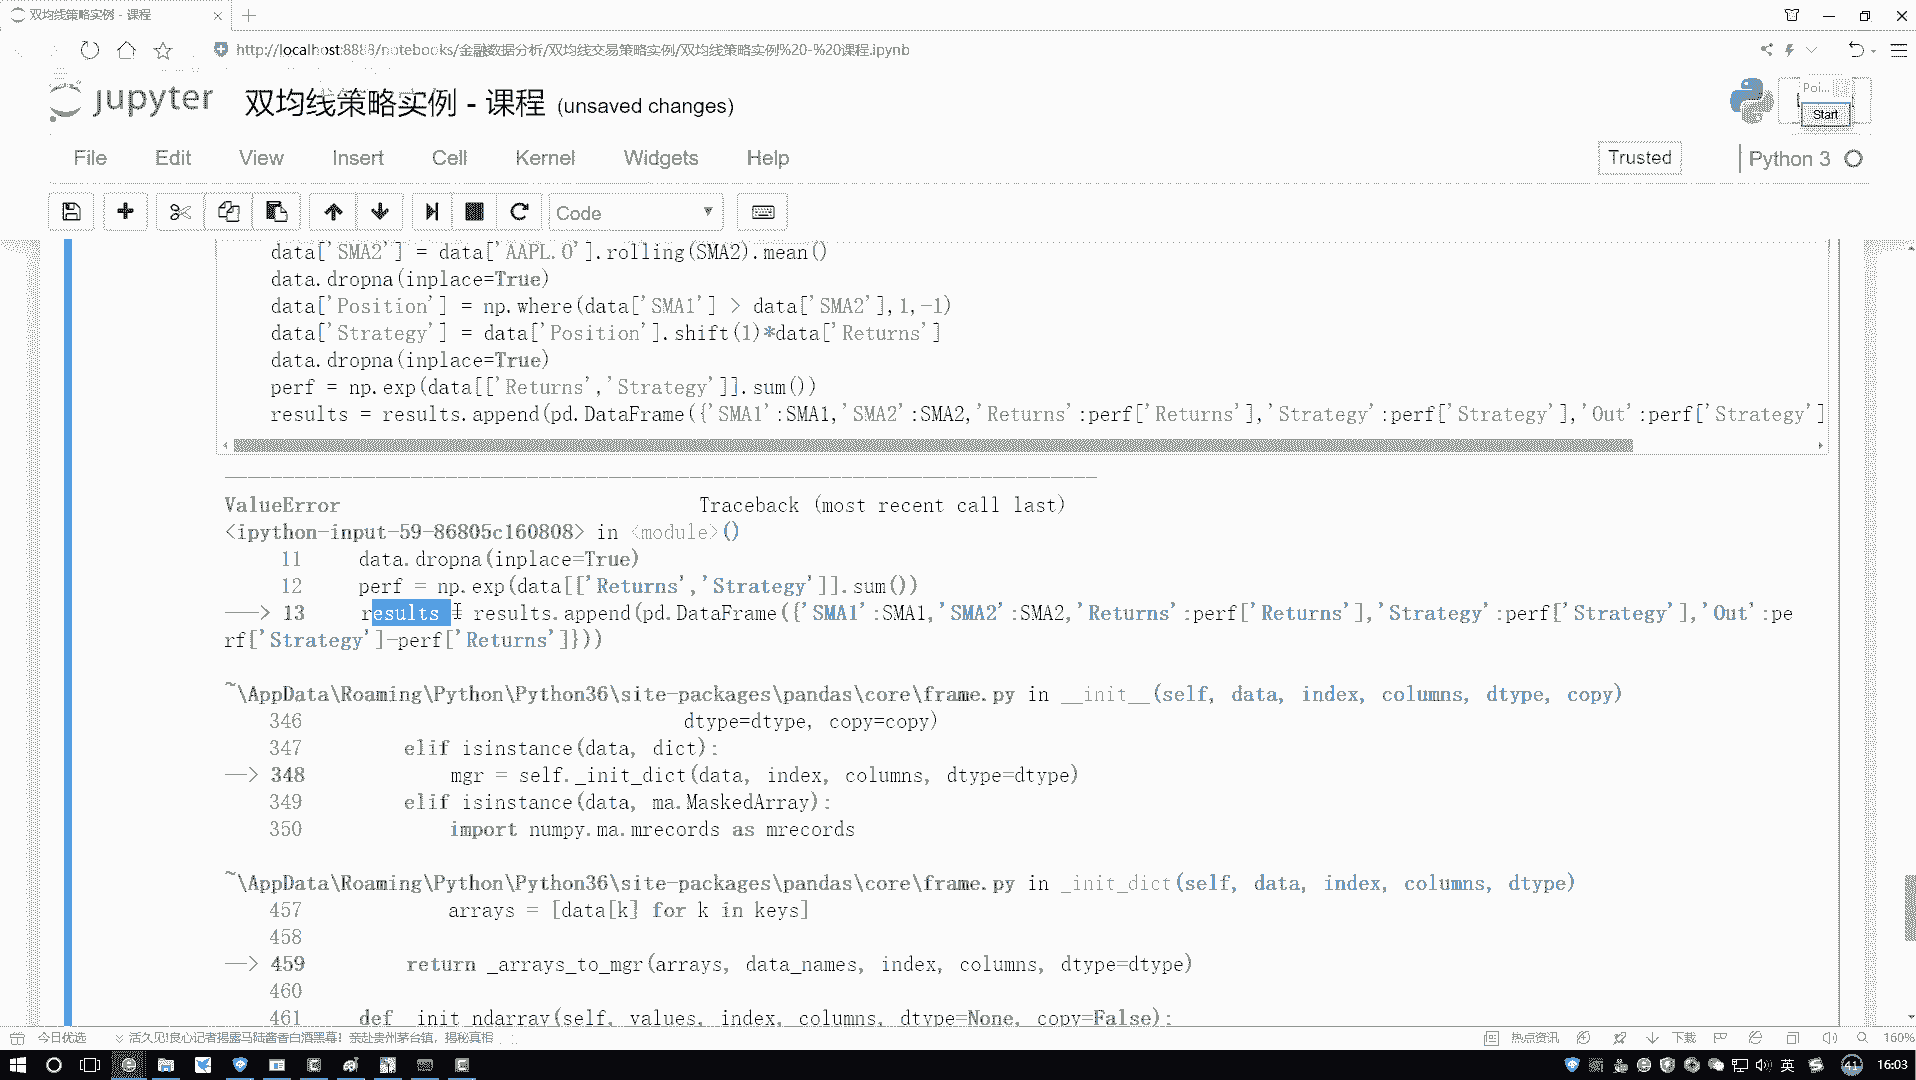 双均线策略实例 - 课程
http://localhost:8888/notebooks/金融数据分析/双均线交易策略实例/双均线策略实例%20-%20课程.ipynb
jupyter 双均线策略实例 - 课程 (unsaved changes)
Poi...
Start
File Edit View Insert Cell Kernel Widgets Help
Trusted
Python 3
Code
data['SMA2'] = data['AAPL.O'].rolling(SMA2).mean()
data.dropna(inplace=True)
data['Position'] = np.where(data['SMA1'] > data['SMA2'],1,-1)
data['Strategy'] = data['Position'].shift(1)*data['Returns']
data.dropna(inplace=True)
perf = np.exp(data[['Returns','Strategy']].sum())
results = results.append(pd.DataFrame({'SMA1':SMA1,'SMA2':SMA2,'Returns':perf['Returns'],'Strategy':perf['Strategy'],'Out':perf['Strategy']
ValueError Traceback (most recent call last)
<ipython-input-59-86805c160808> in <module>()
11 data.dropna(inplace=True)
12 perf = np.exp(data[['Returns','Strategy']].sum())
---> 13 results = results.append(pd.DataFrame({'SMA1':SMA1,'SMA2':SMA2,'Returns':perf['Returns'],'Strategy':perf['Strategy'],'Out':pe
rf['Strategy']-perf['Returns']}))
~\AppData\Roaming\Python\Python36\site-packages\pandas\core\frame.py in __init__(self, data, index, columns, dtype, copy)
346 dtype=dtype, copy=copy)
347 elif isinstance(data, dict):
--> 348 mgr = self._init_dict(data, index, columns, dtype=dtype)
349 elif isinstance(data, ma.MaskedArray):
350 import numpy.ma.mrecords as mrecords
~\AppData\Roaming\Python\Python36\site-packages\pandas\core\frame.py in _init_dict(self, data, index, columns, dtype)
457 arrays = [data[k] for k in keys]
458
--> 459 return _arrays_to_mgr(arrays, data_names, index, columns, dtype=dtype)
460
461 def _init_ndarray(self, values, index, columns, dtype=None, copy=False):
今日优选 活久见!良心记者揭露马陆酱香白酒黑幕! 亲赴贵州茅台镇, 揭秘真相
热点资讯 下载 160%
英 41 16:03